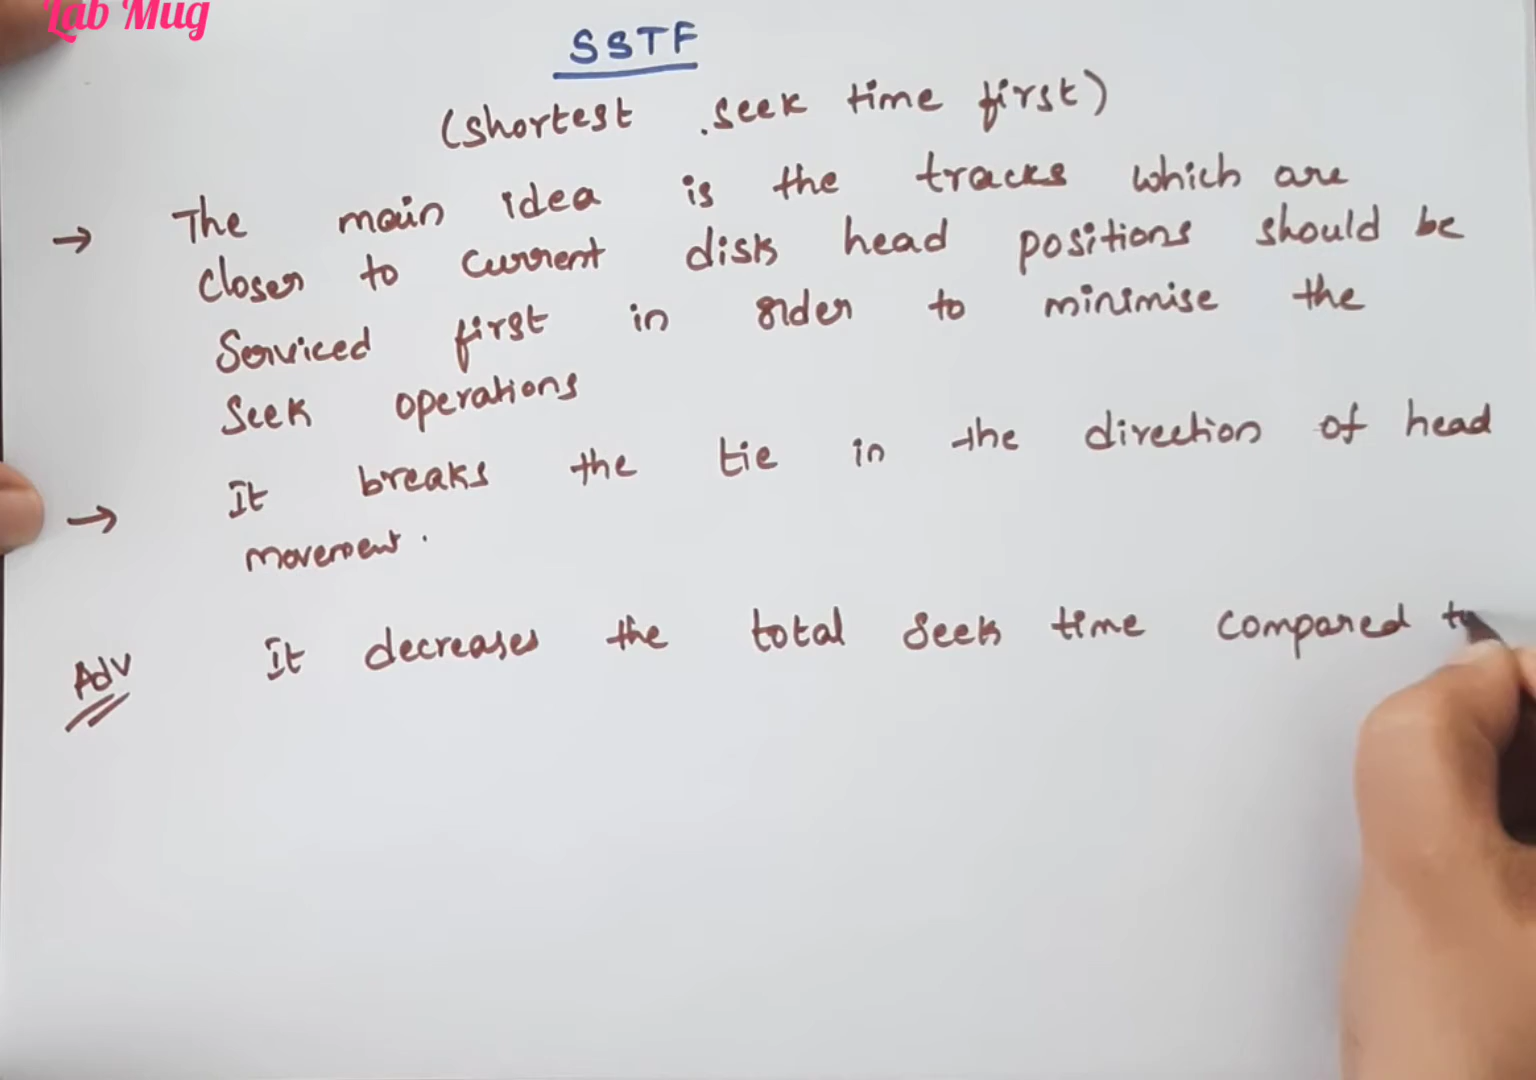 Lab Mug
SSTF
(shortest seek time first)
→ The main idea is the tracks which are
closer to current disk head positions should be
Serviced first in order to minimise the
Seek operations
→ It breaks the tie in the direction of head
movement.
Adv It decreases the total seek time compared to